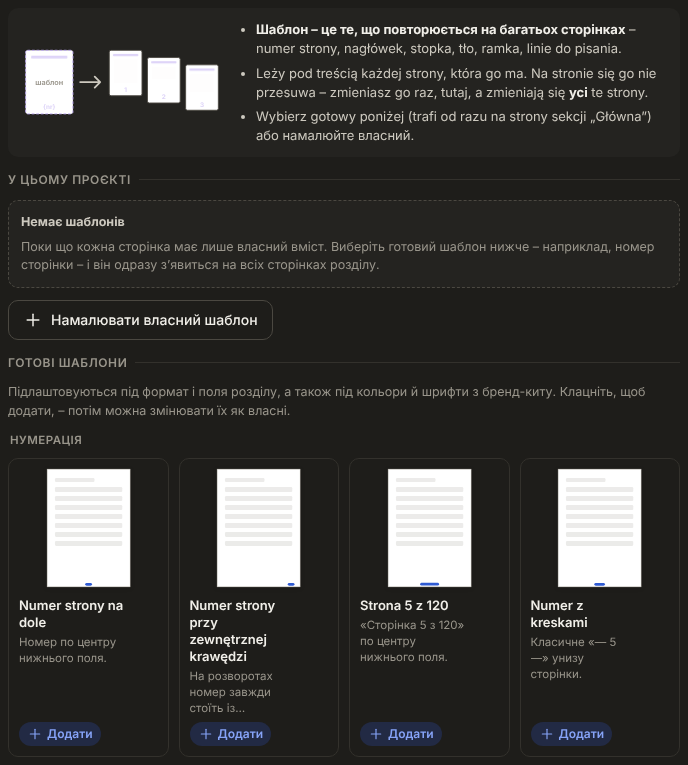 Шаблон – це те, що повторюється на багатьох сторінках –
numer strony, nagłówek, stopka, tło, ramka, linie do pisania.
шаблон
[nr]
1
2
3
Leży pod treścią każdej strony, która go ma. Na stronie się go nie
przesuwa – zmieniasz go raz, tutaj, a zmieniają się усі te strony.
Wybierz gotowy poniżej (trafi od razu na strony sekcji „Główna”)
або намалюйте власний.
У ЦЬОМУ ПРОЄКТІ
Немає шаблонів
Поки що кожна сторінка має лише власний вміст. Виберіть готовий шаблон нижче – наприклад, номер
сторінки – і він одразу з’явиться на всіх сторінках розділу.
Намалювати власний шаблон
ГОТОВІ ШАБЛОНИ
Підлаштовуються під формат і поля розділу, а також під кольори й шрифти з бренд-киту. Клацніть, щоб
додати, – потім можна змінювати їх як власні.
НУМЕРАЦІЯ
Numer strony na
dole
Номер по центру
нижнього поля.
Додати
Numer strony
przy
zewnętrznej
krawędzi
На розворотах
номер завжди
стоїть із...
Додати
Strona 5 z 120
«Сторінка 5 з 120»
по центру
нижнього поля.
Додати
Numer z
kreskami
Класичне «— 5
—» унизу
сторінки.
Додати